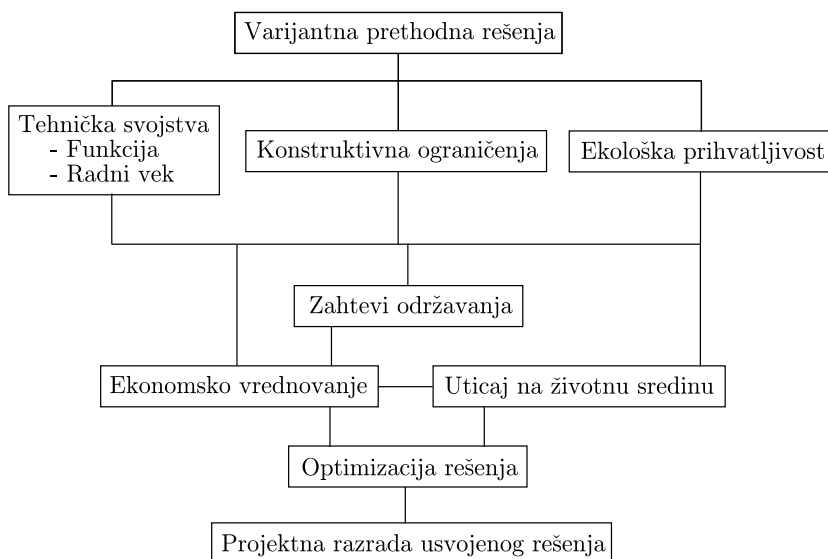 Varijantna prethodna rešenja
Tehnička svojstva
- Funkcija
- Radni vek
Konstruktivna ograničenja
Ekološka prihvatljivost
Zahtevi održavanja
Ekonomsko vrednovanje
Uticaj na životnu sredinu
Optimizacija rešenja
Projektna razrada usvojenog rešenja